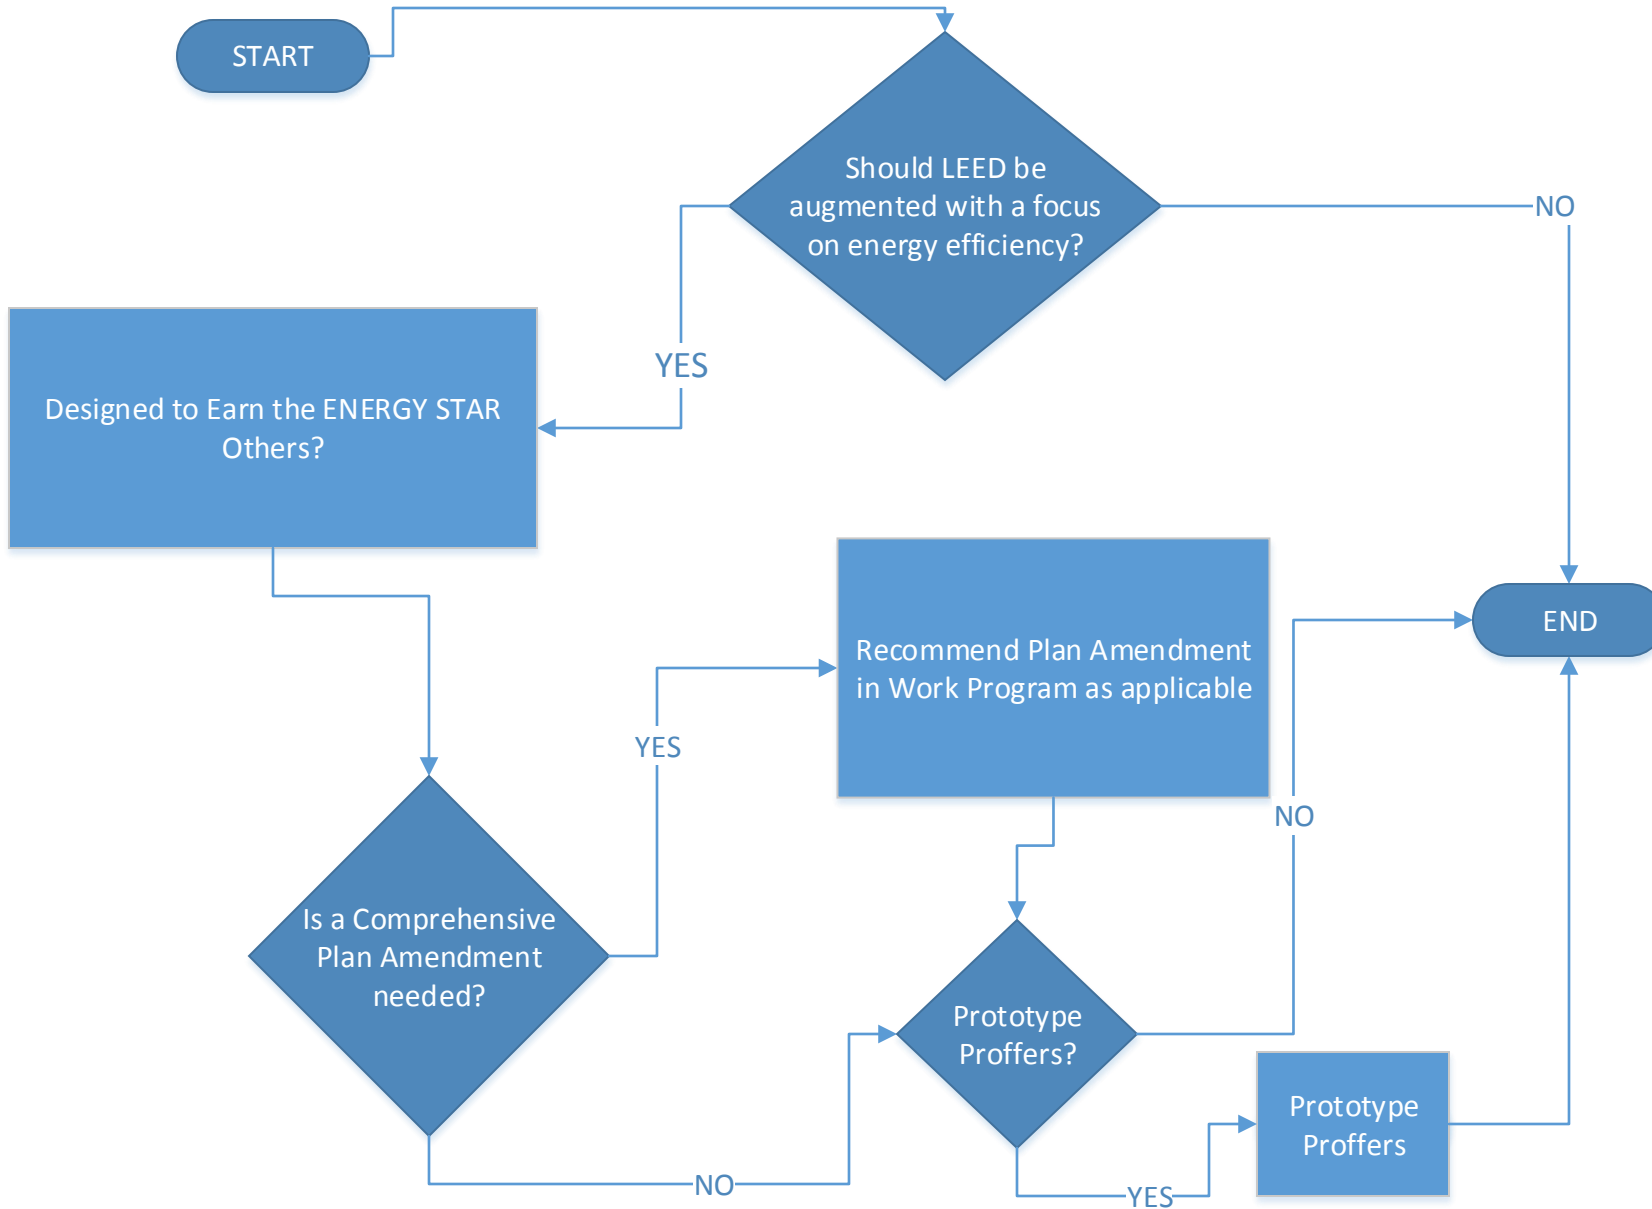 START
Should LEED be
augmented with a focus
on energy efficiency?
NO
YES
Designed to Earn the ENERGY STAR
Others?
Recommend Plan Amendment
in Work Program as applicable
END
YES
NO
Is a Comprehensive
Plan Amendment
needed?
Prototype
Proffers?
Prototype
Proffers
NO
YES